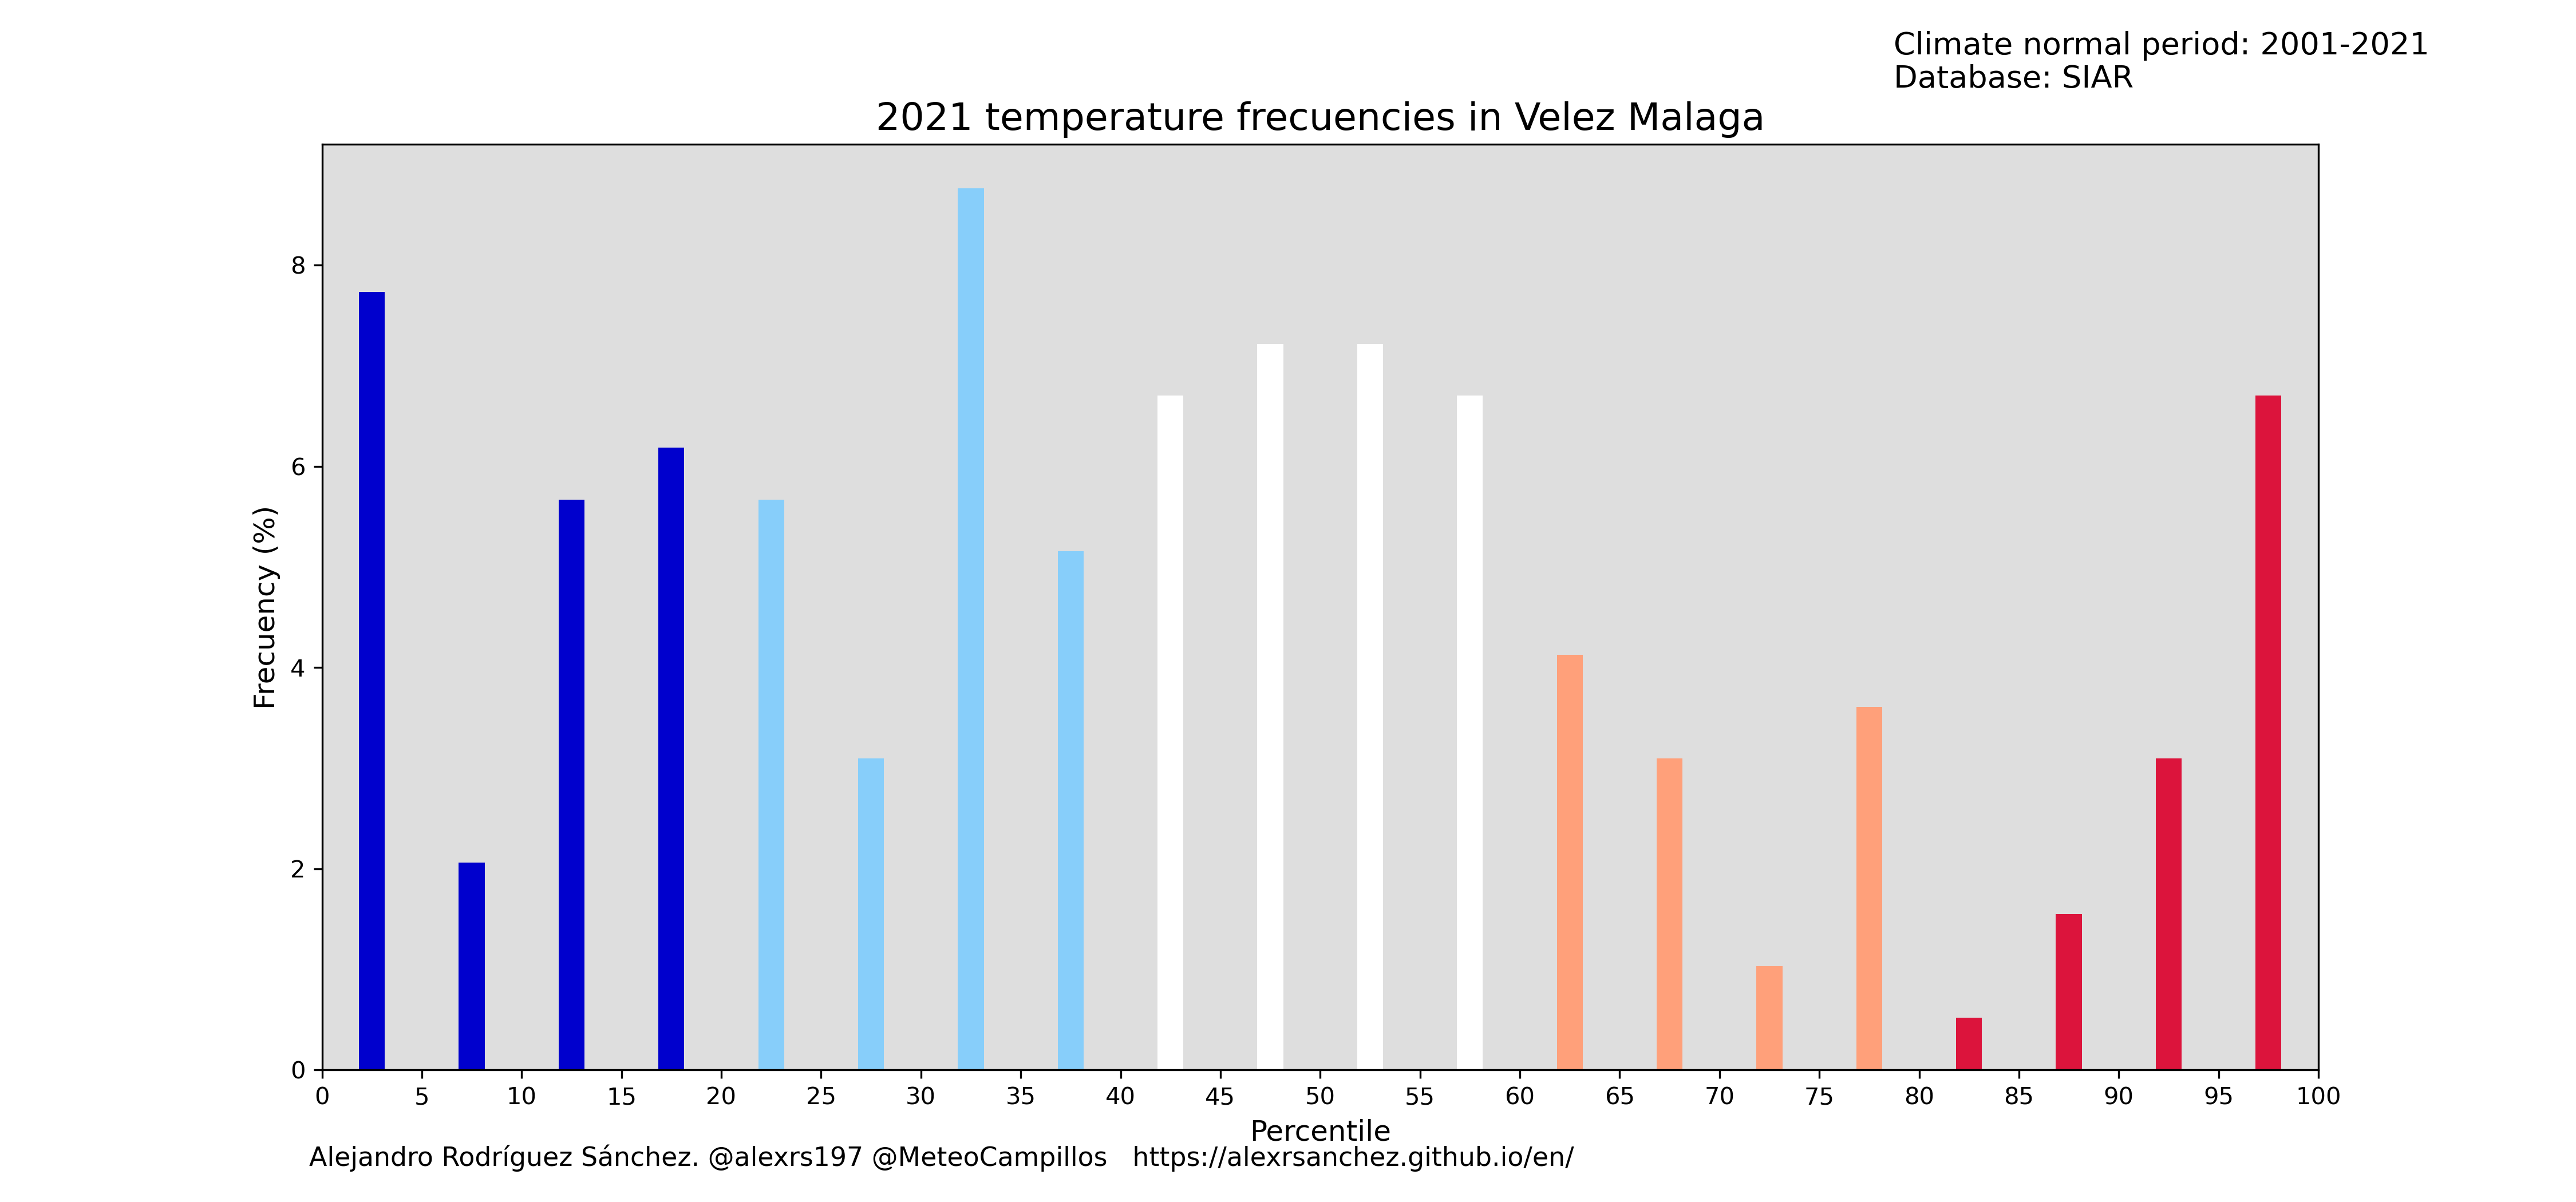 Climate normal period: 2001-2021
Database: SIAR
2021 temperature frecuencies in Velez Malaga
Frecuency (%)
8
6
4
2
0
0 5 10 15 20 25 30 35 40 45 50 55 60 65 70 75 80 85 90 95 100
Percentile
Alejandro Rodríguez Sánchez. @alexrs197 @MeteoCampillos https://alexrsanchez.github.io/en/